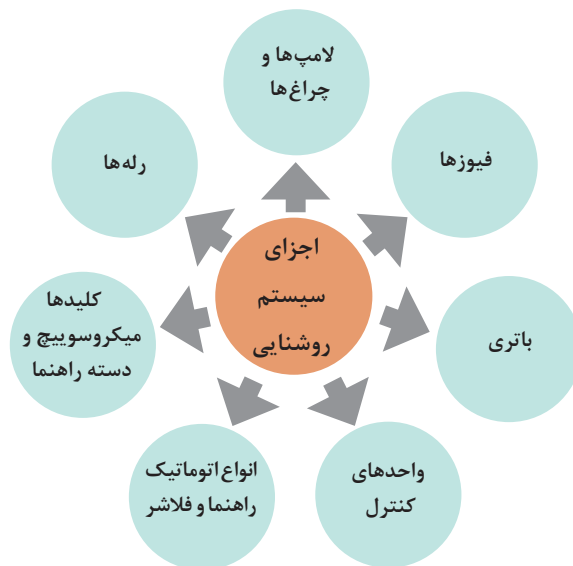 اجزای
سیستم
روشنایی
لامپ‌ها و
چراغ‌ها
فیوزها
باتری
واحدهای
کنترل
انواع اتوماتیک
راهنما و فلاشر
کلیدها
میکروسوییچ و
دسته راهنما
رله‌ها